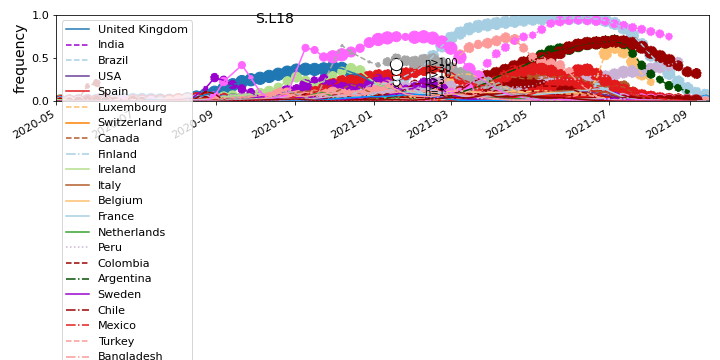 S.L18
frequency
1.0
0.5
0.0
2020-05
2020-09
2020-11
2021-01
2021-03
2021-05
2021-07
2021-09
n>100
United Kingdom
India
Brazil
USA
Spain
Luxembourg
Switzerland
Canada
Finland
Ireland
Italy
Belgium
France
Netherlands
Peru
Colombia
Argentina
Sweden
Chile
Mexico
Turkey
Bangladesh